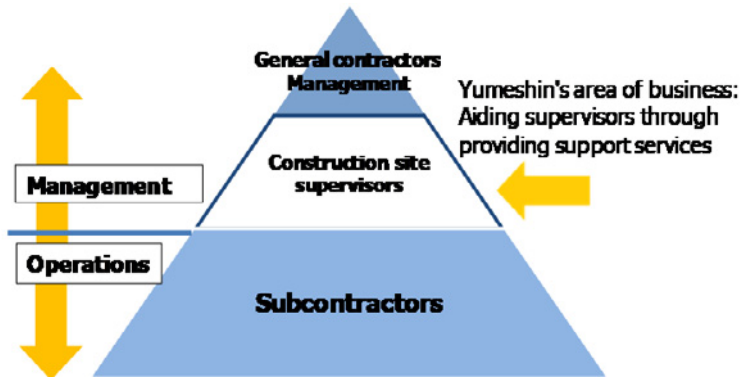 General contractors
Management
Yumeshin's area of business:
Aiding supervisors through
providing support services
Construction site
supervisors
Management
Operations
Subcontractors